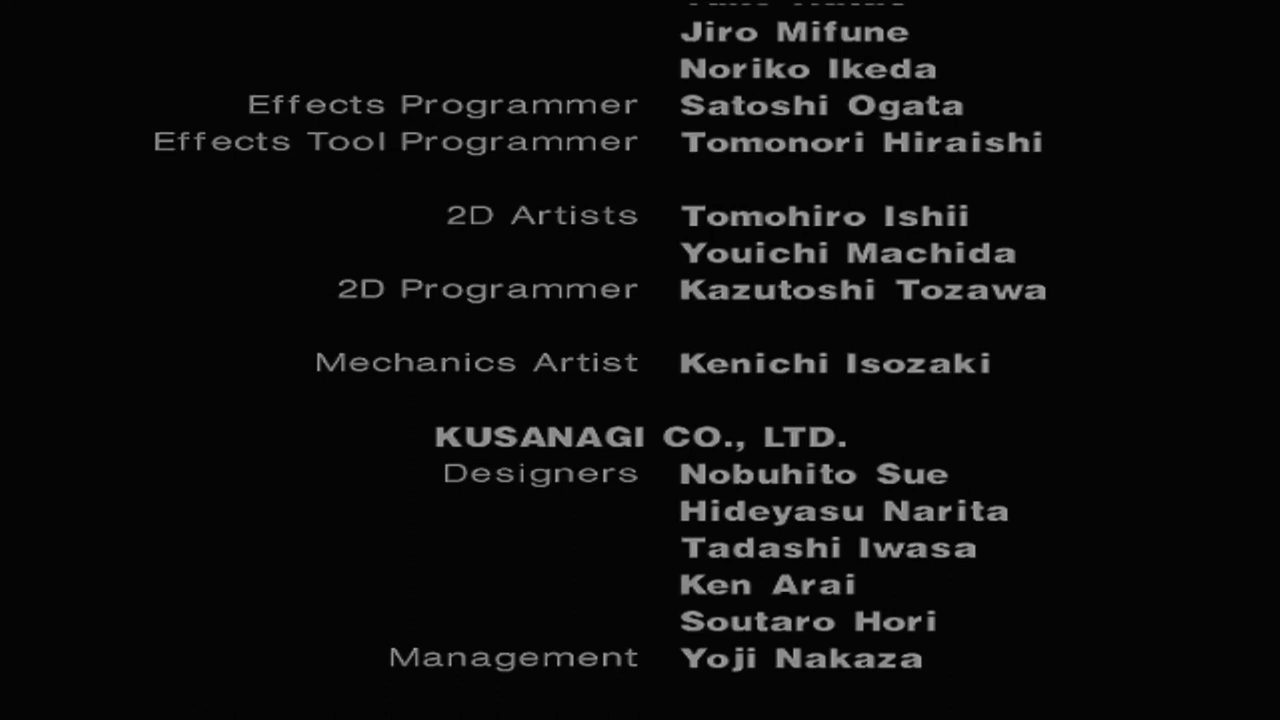 Jiro Mifune
Noriko Ikeda
Effects Programmer Satoshi Ogata
Effects Tool Programmer Tomonori Hiraishi
2D Artists Tomohiro Ishii
Youichi Machida
2D Programmer Kazutoshi Tozawa
Mechanics Artist Kenichi Isozaki
KUSANAGI CO., LTD.
Designers Nobuhito Sue
Hideyasu Narita
Tadashi Iwasa
Ken Arai
Soutaro Hori
Management Yoji Nakaza